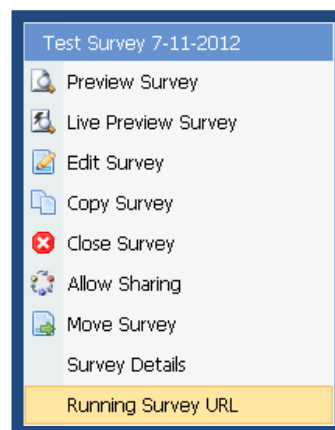 Test Survey 7-11-2012
Preview Survey
Live Preview Survey
Edit Survey
Copy Survey
Close Survey
Allow Sharing
Move Survey
Survey Details
Running Survey URL